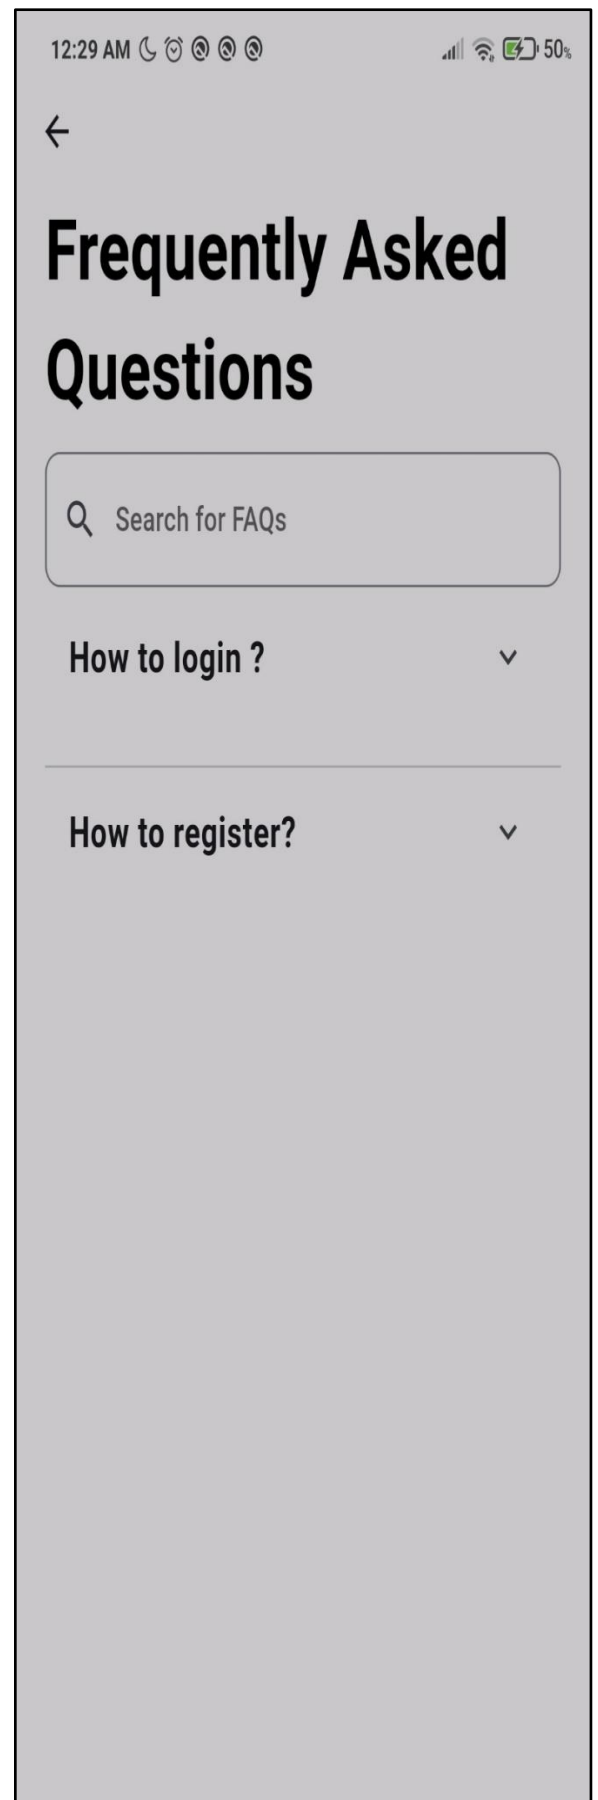 12:29 AM 50%
Frequently Asked
Questions
Search for FAQs
How to login ?
How to register?